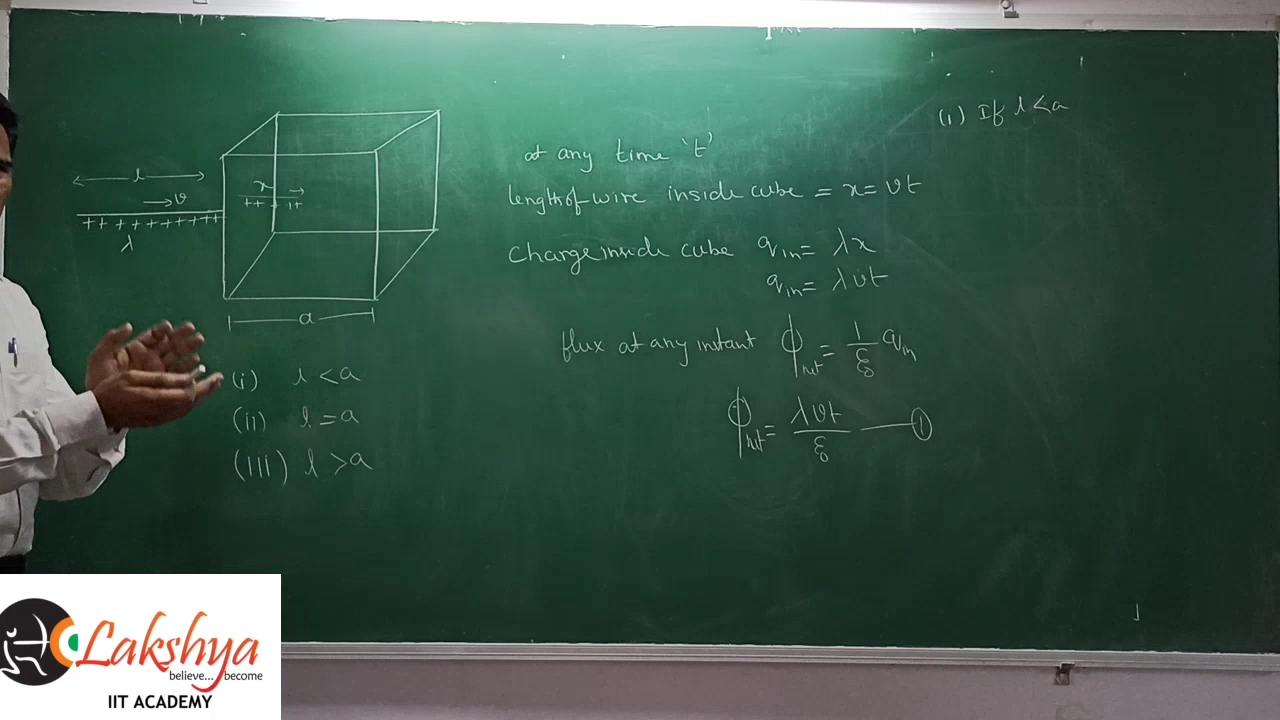 (1) If l < a
at any time 't'
length of wire inside cube = x = vt
Charge inside cube q_in = λx
q_in = λvt
flux at any instant ϕ_net = 1/ε₀ q_in
ϕ_net = λvt/ε₀ — ①
l
v
x
++ ++
λ
a
(i) l < a
(ii) l = a
(iii) l > a
Lakshya
believe... become
IIT ACADEMY